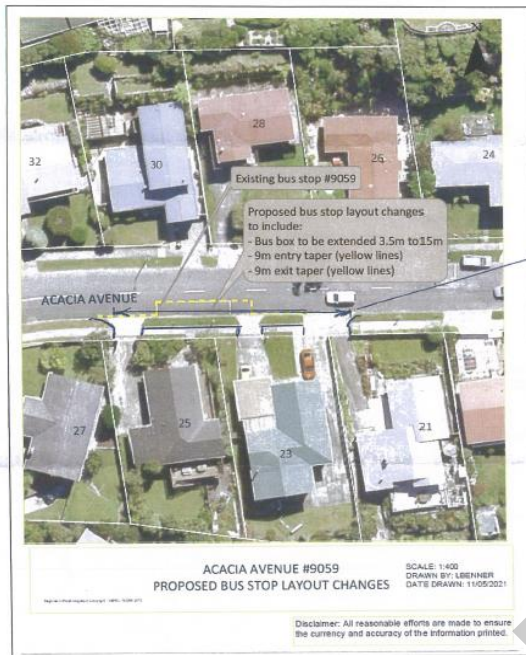 28
32
30
26
24
Existing bus stop #9059
Proposed bus stop layout changes
to include:
- Bus box to be extended 3.5m to15m
- 9m entry taper (yellow lines)
- 9m exit taper (yellow lines)
ACACIA AVENUE
27
25
23
21
ACACIA AVENUE #9059
PROPOSED BUS STOP LAYOUT CHANGES
SCALE: 1:400
DRAWN BY: LBENNER
DATE DRAWN: 11/05/2021
Disclaimer: All reasonable efforts are made to ensure
the currency and accuracy of the information printed.